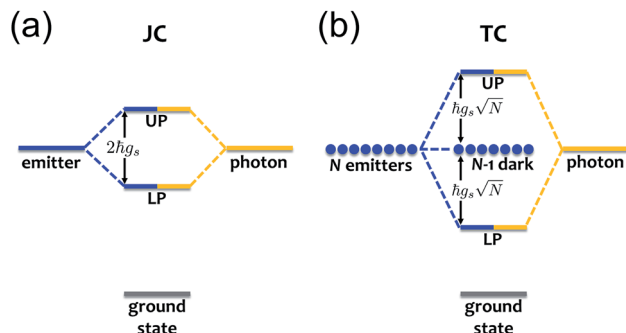 (a)
JC
UP
2ħg_s
emitter
photon
LP
ground
state
(b)
TC
UP
ħg_s√N
N emitters
N-1 dark
photon
ħg_s√N
LP
ground
state